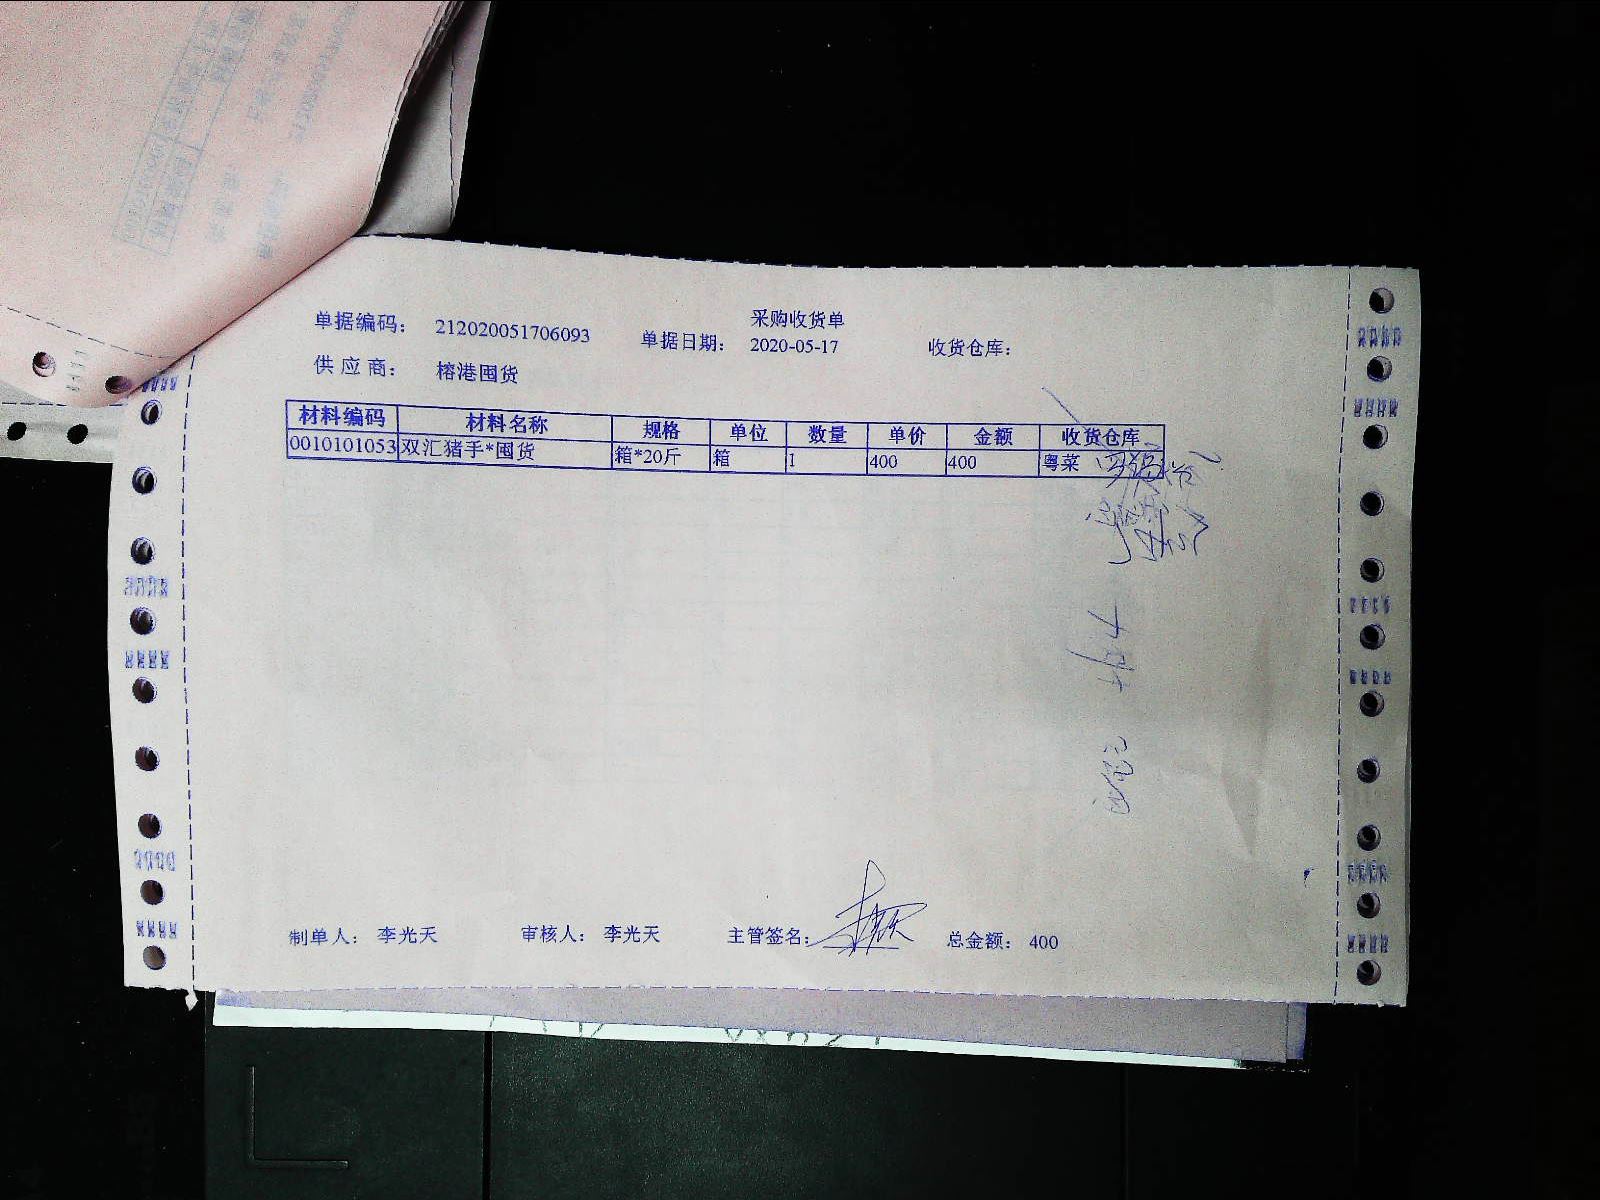 采购收货单
单据编码： 212020051706093 单据日期： 2020-05-17 收货仓库：
供应商： 榕港囤货
材料编码 材料名称 规格 单位 数量 单价 金额 收货仓库
0010101053 双汇猪手*囤货 箱*20斤 箱 1 400 400 粤菜
制单人： 李光天 审核人： 李光天 主管签名： 总金额： 400